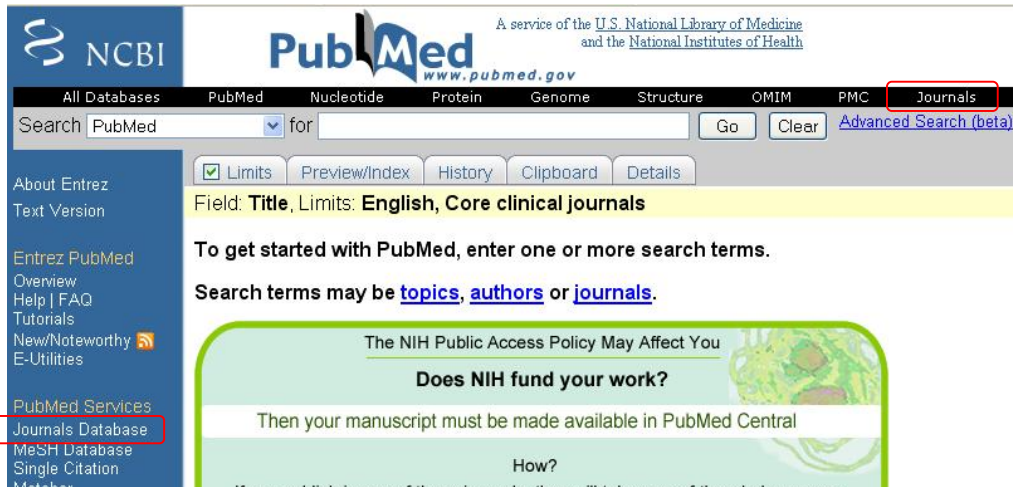 NCBI
PubMed
www.pubmed.gov
A service of the U.S. National Library of Medicine
and the National Institutes of Health
All Databases PubMed Nucleotide Protein Genome Structure OMIM PMC Journals
Search PubMed for Go Clear Advanced Search (beta)
Limits Preview/Index History Clipboard Details
Field: Title, Limits: English, Core clinical journals
About Entrez
Text Version
Entrez PubMed
Overview
Help | FAQ
Tutorials
New/Noteworthy
E-Utilities
PubMed Services
Journals Database
MeSH Database
Single Citation
To get started with PubMed, enter one or more search terms.
Search terms may be topics, authors or journals.
The NIH Public Access Policy May Affect You
Does NIH fund your work?
Then your manuscript must be made available in PubMed Central
How?